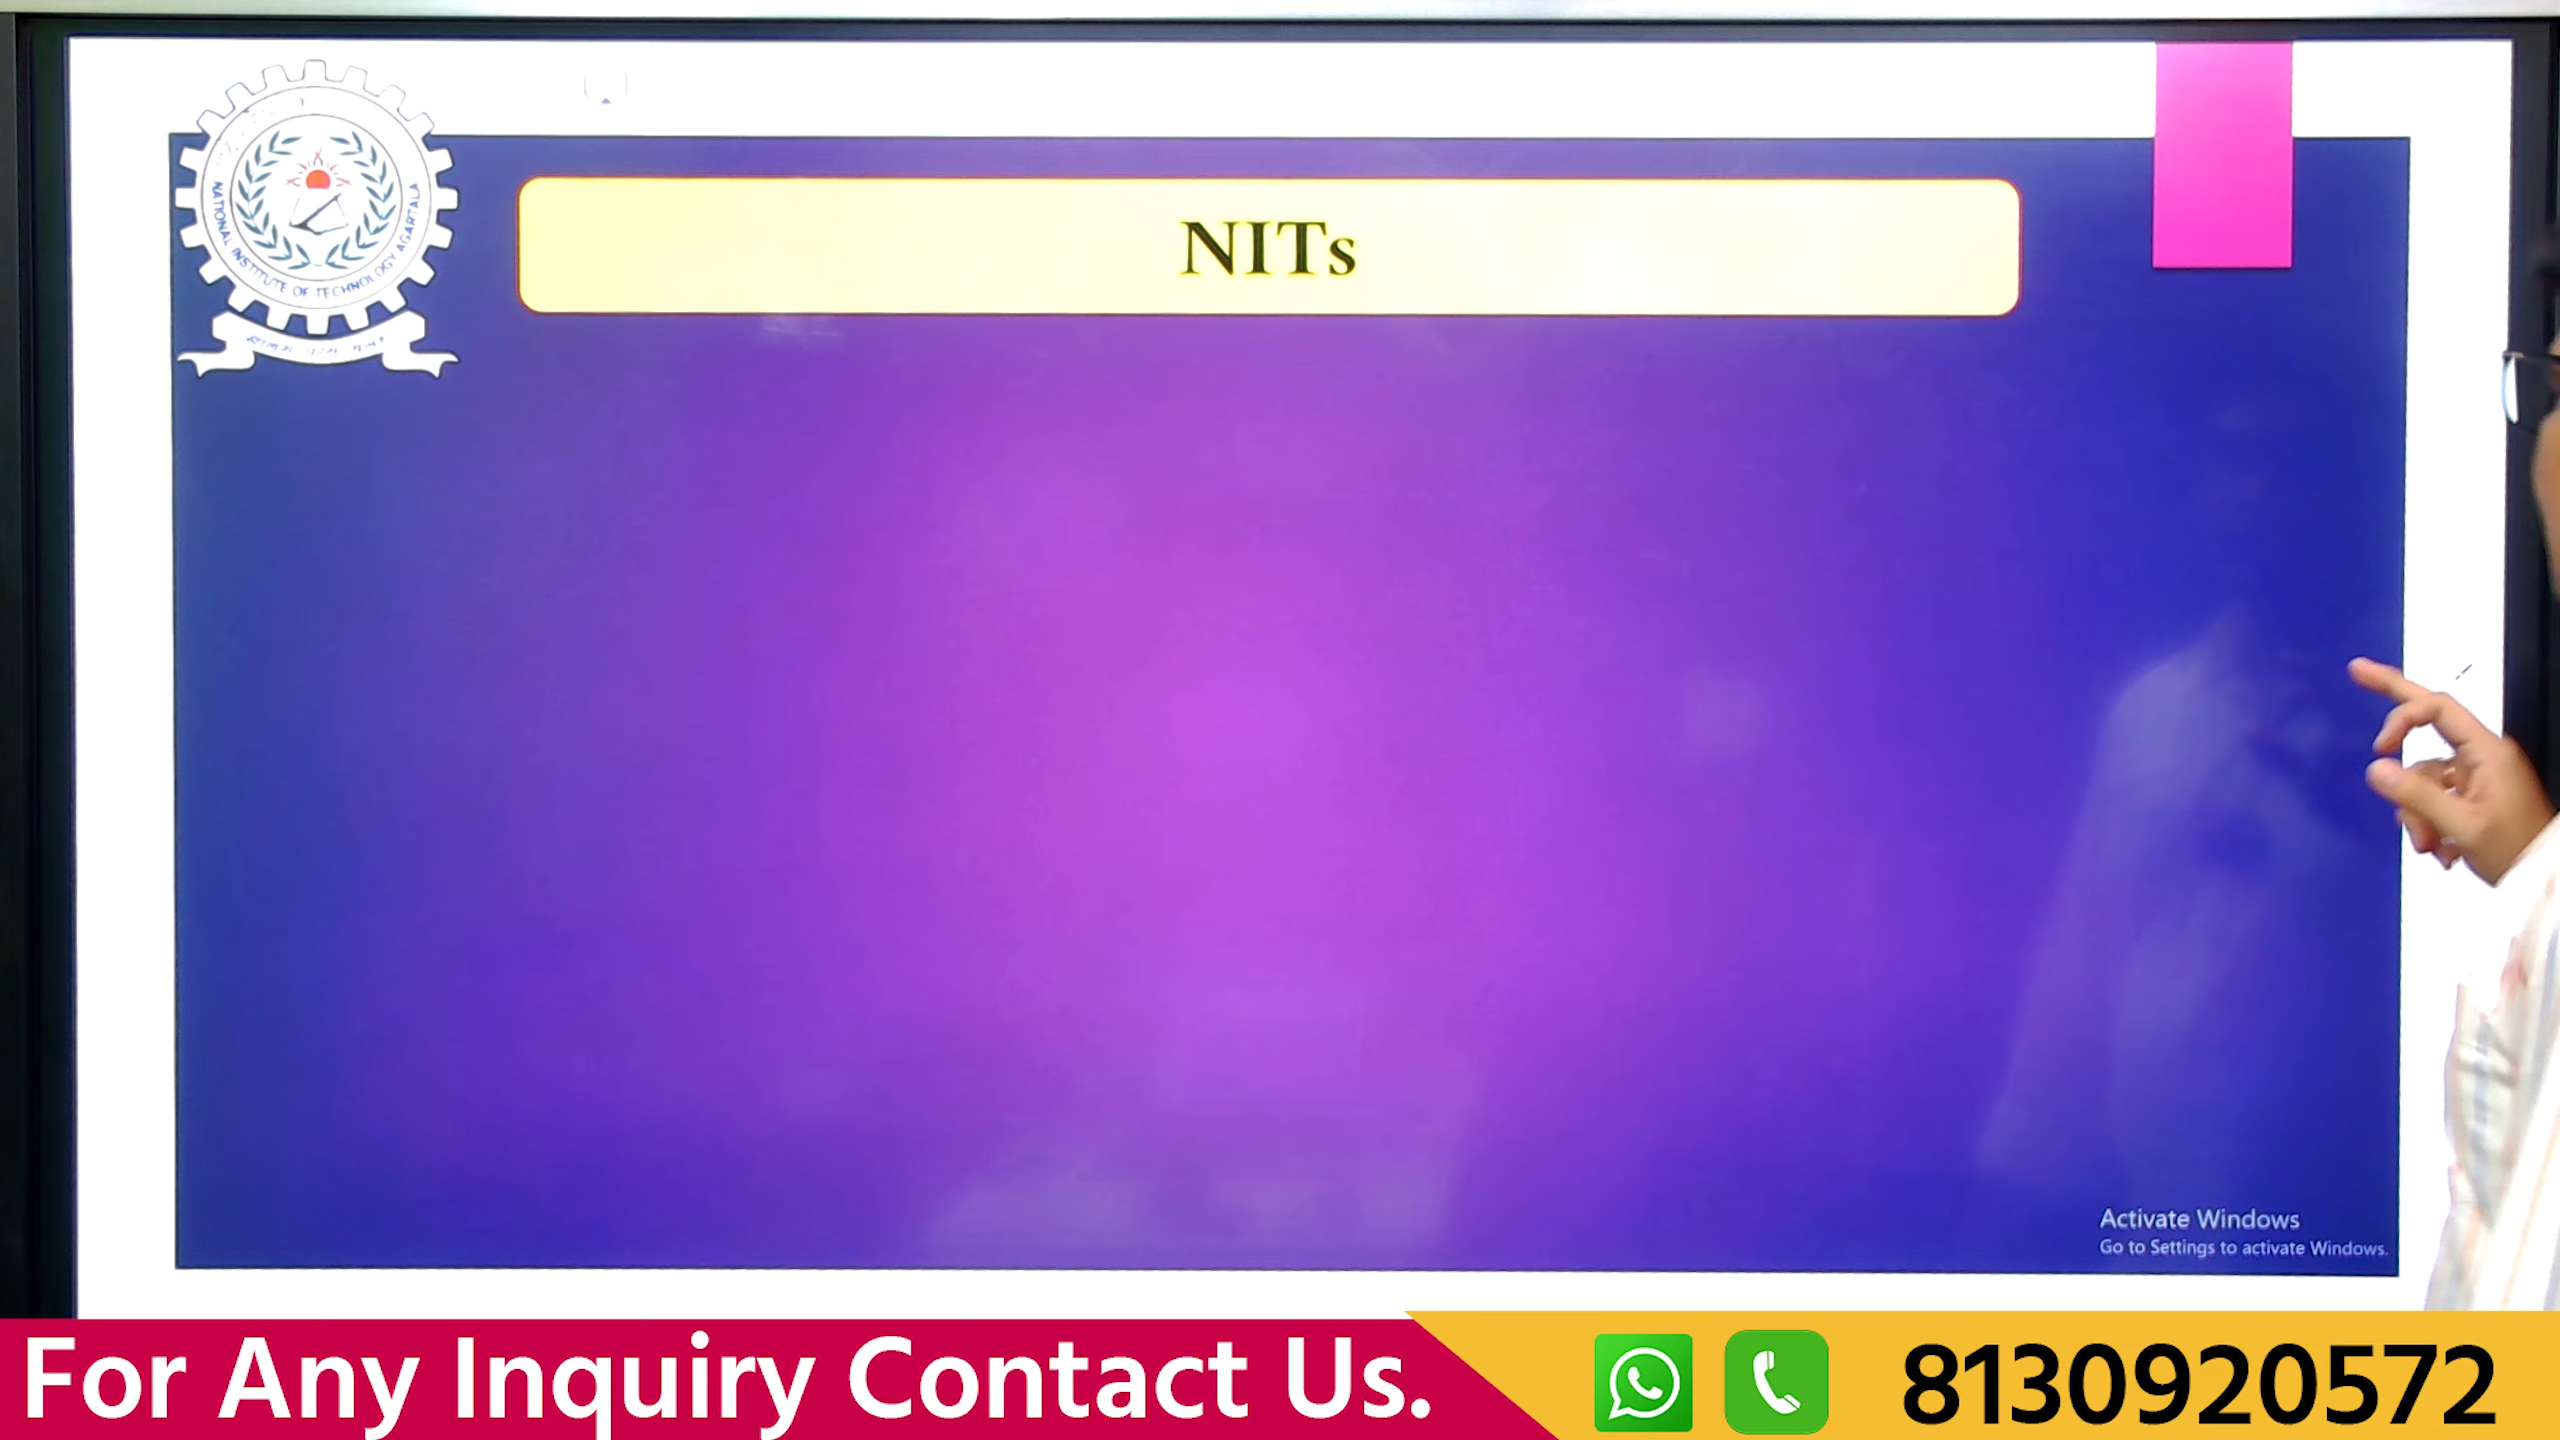 NATIONAL INSTITUTE OF TECHNOLOGY AGARTALA
NITs
Activate Windows
Go to Settings to activate Windows.
For Any Inquiry Contact Us.
8130920572